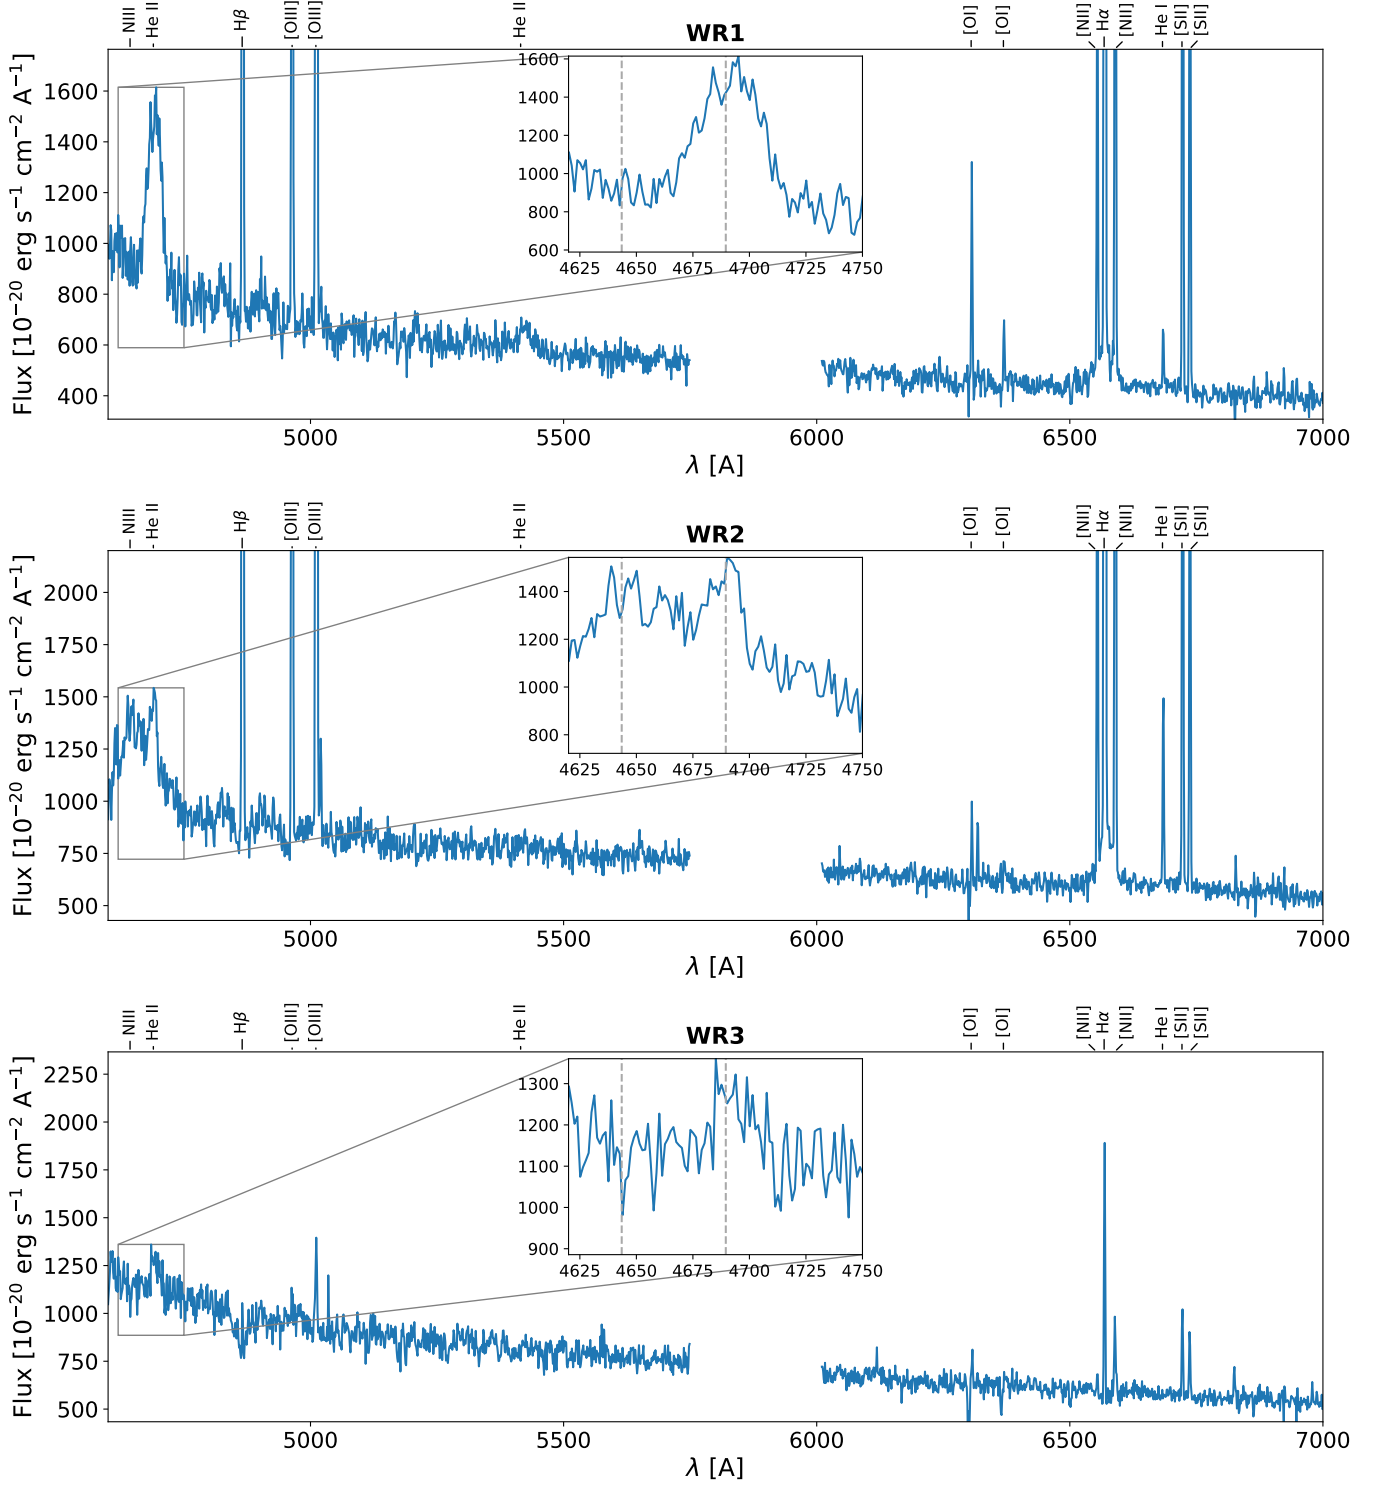 NIII He II Hβ [OIII] [OIII] He II [OI] [OI] [NII] Hα [NII] He I [SII] [SII]
WR1
Flux [10⁻²⁰ erg s⁻¹ cm⁻² A⁻¹]
1600
1400
1200
1000
800
600
400
1600
1400
1200
1000
800
600
4625 4650 4675 4700 4725 4750
5000 5500 6000 6500 7000
λ [A]
NIII He II Hβ [OIII] [OIII] He II [OI] [OI] [NII] Hα [NII] He I [SII] [SII]
WR2
Flux [10⁻²⁰ erg s⁻¹ cm⁻² A⁻¹]
2000
1750
1500
1250
1000
750
500
1400
1200
1000
800
4625 4650 4675 4700 4725 4750
5000 5500 6000 6500 7000
λ [A]
NIII He II Hβ [OIII] [OIII] He II [OI] [OI] [NII] Hα [NII] He I [SII] [SII]
WR3
Flux [10⁻²⁰ erg s⁻¹ cm⁻² A⁻¹]
2250
2000
1750
1500
1250
1000
750
500
1300
1200
1100
1000
900
4625 4650 4675 4700 4725 4750
5000 5500 6000 6500 7000
λ [A]